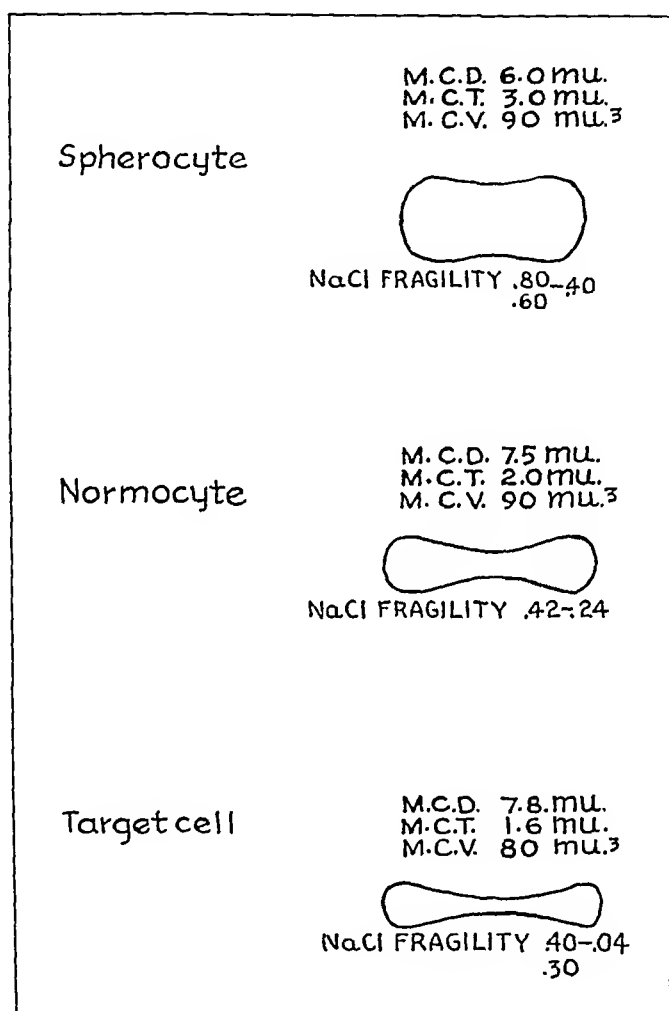 M.C.D. 6.0 mu.
M.C.T. 3.0 mu.
M.C.V. 90 mu.³
Spherocyte
NaCl FRAGILITY .80-.40
.60
M.C.D. 7.5 mu.
M.C.T. 2.0 mu.
M.C.V. 90 mu.³
Normocyte
NaCl FRAGILITY .42-.24
M.C.D. 7.8. mu.
M.C.T. 1.6 mu.
M.C.V. 80 mu.³
Target cell
NaCl FRAGILITY .40-.04
.30